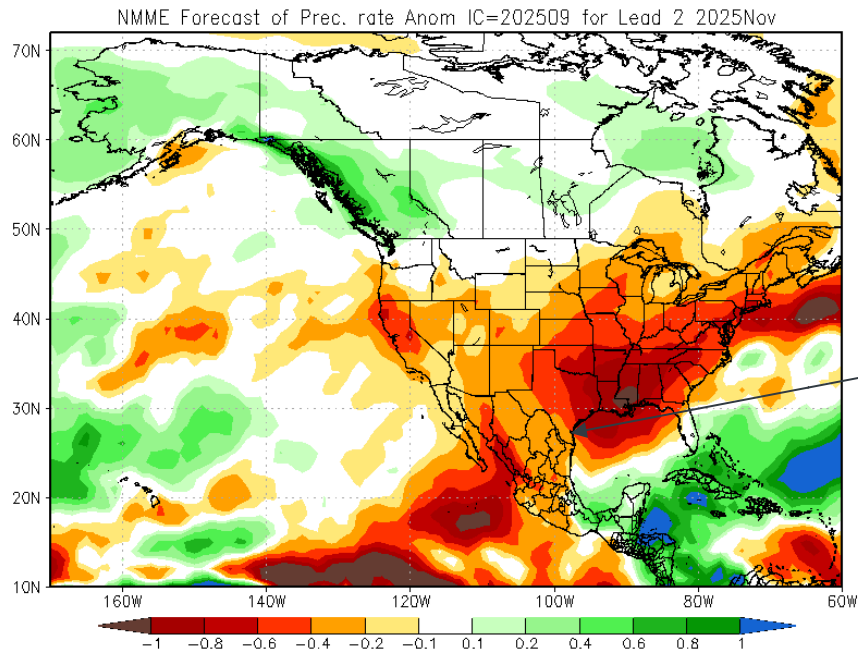 NMME Forecast of Prec. rate Anom IC=202509 for Lead 2 2025Nov
70N
60N
50N
40N
30N
20N
10N
160W 140W 120W 100W 80W 60W
-1 -0.8 -0.6 -0.4 -0.2 -0.1 0.1 0.2 0.4 0.6 0.8 1